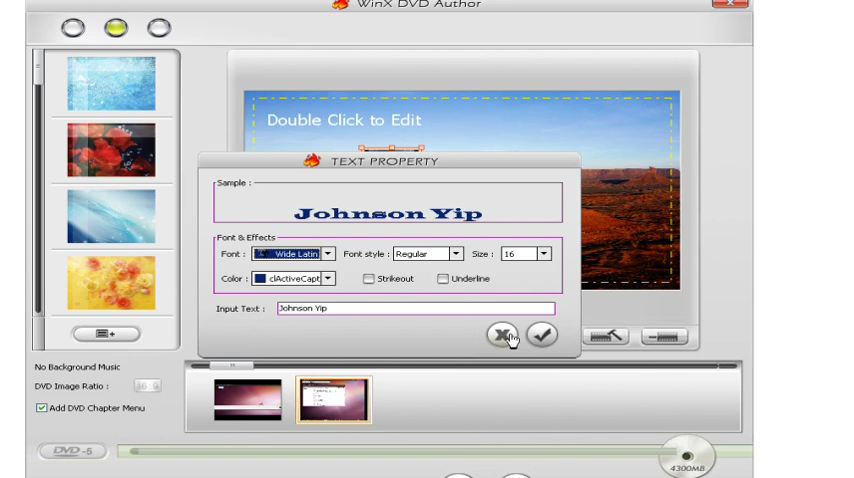 WinX DVD Author
Double Click to Edit
TEXT PROPERTY
Sample :
Johnson Yip
Font & Effects
Font : Wide Latin Font style : Regular Size : 16
Color : clActiveCapt Strikeout Underline
Input Text : Johnson Yip
No Background Music
DVD Image Ratio : 16:9
Add DVD Chapter Menu
DVD -5
4300MB